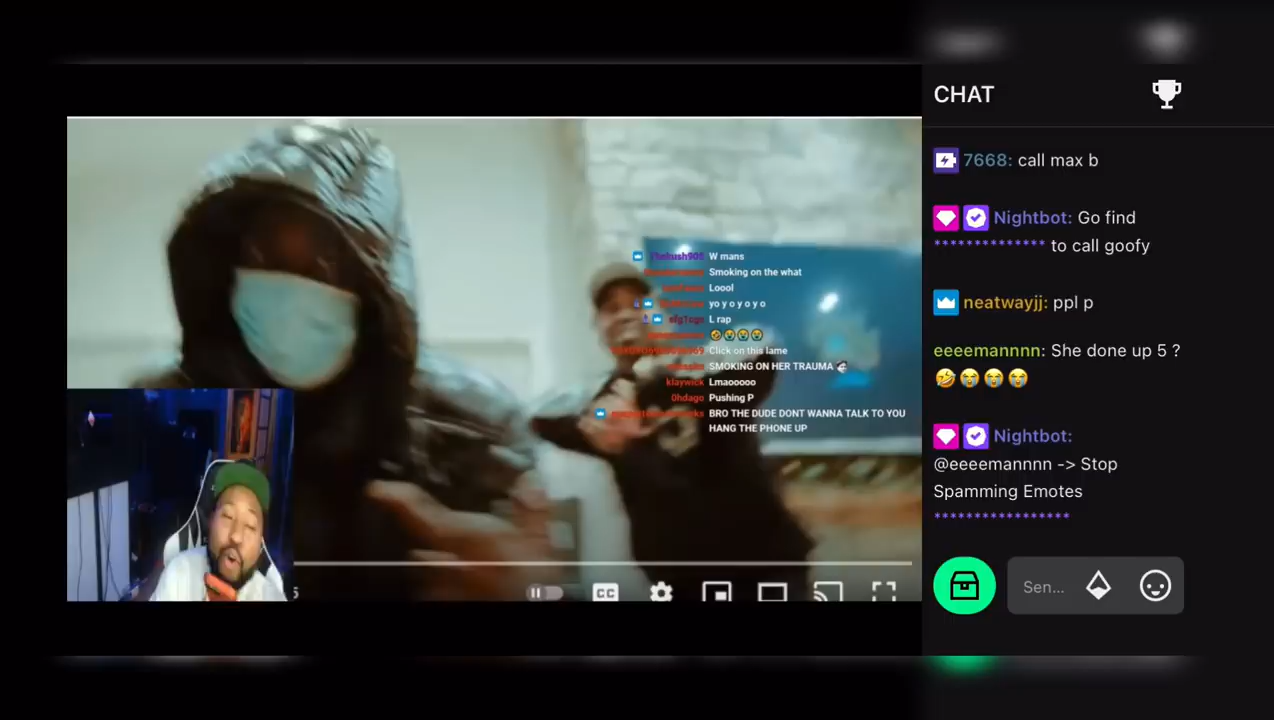 CHAT
7668: call max b
Nightbot: Go find
************** to call goofy
neatwayjj: ppl p
eeeemannnn: She done up 5 ?
Nightbot:
@eeeemannnn -> Stop
Spamming Emotes
*****************
Sen...
W mans
Smoking on the what
Loool
yo y o y o y o
L rap
Click on this lame
SMOKING ON HER TRAUMA
klaywick Lmaooooo
0hdago Pushing P
BRO THE DUDE DONT WANNA TALK TO YOU
HANG THE PHONE UP
5
CC